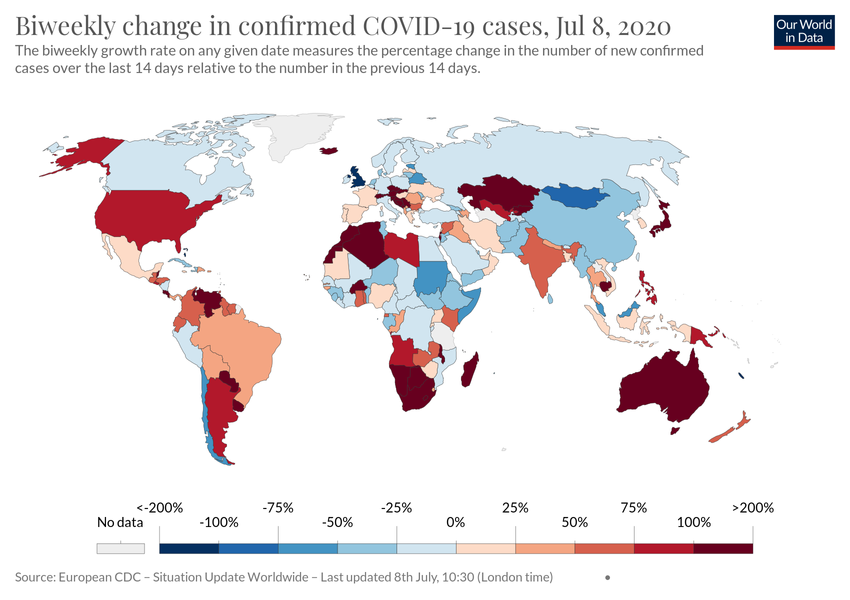 Biweekly change in confirmed COVID-19 cases, Jul 8, 2020
Our World
in Data
The biweekly growth rate on any given date measures the percentage change in the number of new confirmed
cases over the last 14 days relative to the number in the previous 14 days.
<-200% -75% -25% 25% 75% >200%
No data -100% -50% 0% 50% 100%
Source: European CDC – Situation Update Worldwide – Last updated 8th July, 10:30 (London time)